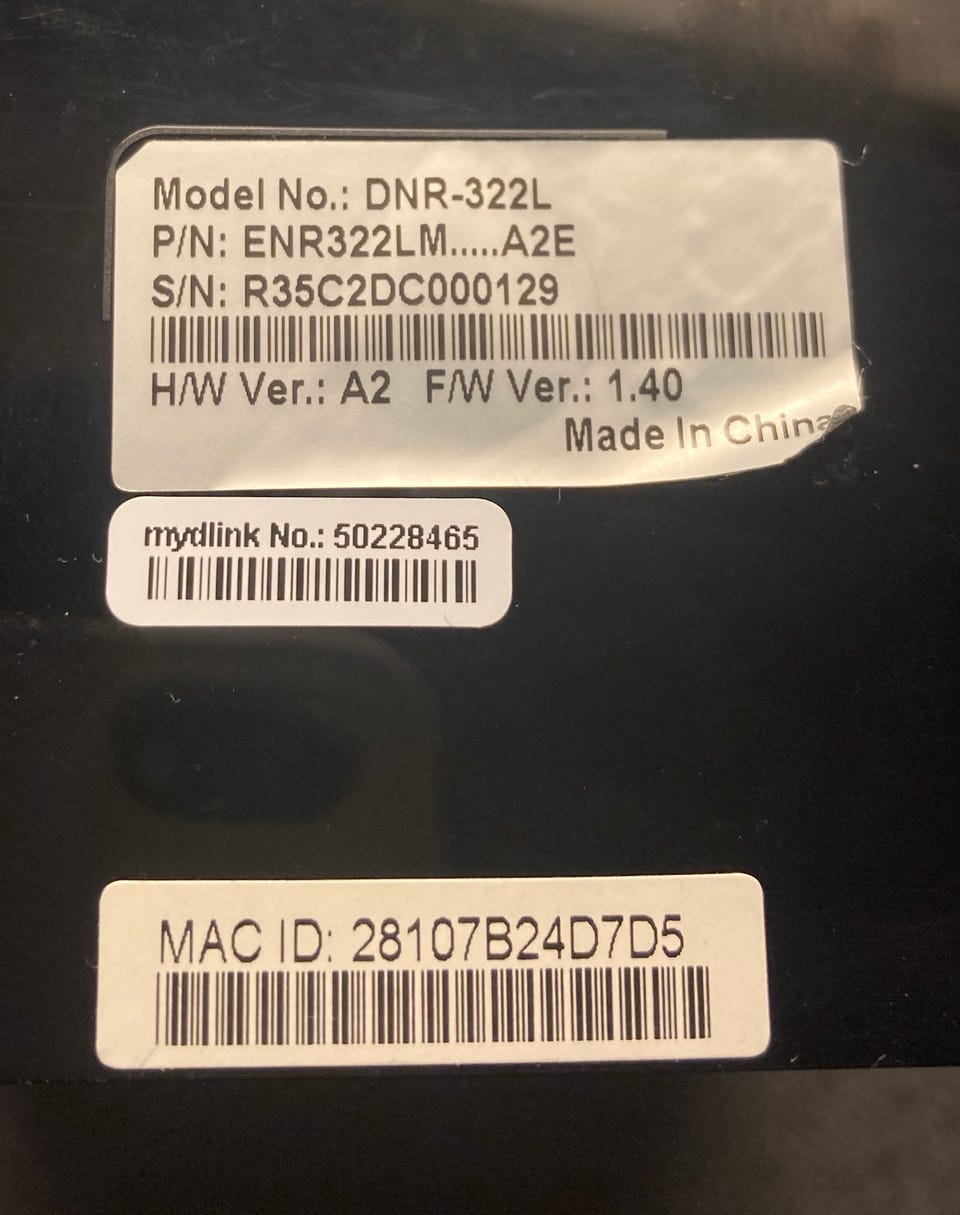 Model No.: DNR-322L
P/N: ENR322LM.....A2E
S/N: R35C2DC000129
H/W Ver.: A2 F/W Ver.: 1.40
Made In China
mydlink No.: 50228465
MAC ID: 28107B24D7D5